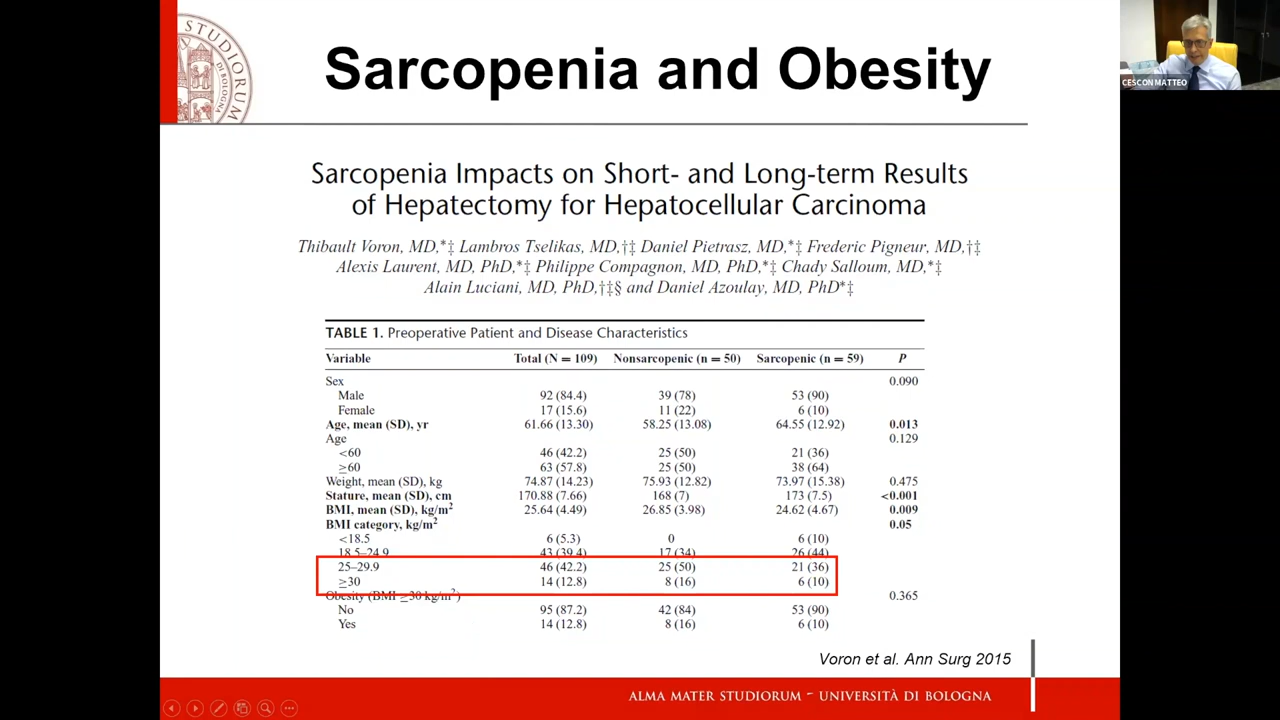 STUDIORUM
DI BOLOGNA
Sarcopenia and Obesity
CESCON MATTEO
Sarcopenia Impacts on Short- and Long-term Results
of Hepatectomy for Hepatocellular Carcinoma
Thibault Voron, MD,*‡ Lambros Tselikas, MD,†‡ Daniel Pietrasz, MD,*‡ Frederic Pigneur, MD,†‡
Alexis Laurent, MD, PhD,*‡ Philippe Compagnon, MD, PhD,*‡ Chady Salloum, MD,*‡
Alain Luciani, MD, PhD,†‡§ and Daniel Azoulay, MD, PhD*‡
TABLE 1. Preoperative Patient and Disease Characteristics
Variable Total (N = 109) Nonsarcopenic (n = 50) Sarcopenic (n = 59) P
Sex 0.090
Male 92 (84.4) 39 (78) 53 (90)
Female 17 (15.6) 11 (22) 6 (10)
Age, mean (SD), yr 61.66 (13.30) 58.25 (13.08) 64.55 (12.92) 0.013
Age 0.129
<60 46 (42.2) 25 (50) 21 (36)
≥60 63 (57.8) 25 (50) 38 (64)
Weight, mean (SD), kg 74.87 (14.23) 75.93 (12.82) 73.97 (15.38) 0.475
Stature, mean (SD), cm 170.88 (7.66) 168 (7) 173 (7.5) <0.001
BMI, mean (SD), kg/m² 25.64 (4.49) 26.85 (3.98) 24.62 (4.67) 0.009
BMI category, kg/m² 0.05
<18.5 6 (5.3) 0 6 (10)
18.5–24.9 43 (39.4) 17 (34) 26 (44)
25–29.9 46 (42.2) 25 (50) 21 (36)
≥30 14 (12.8) 8 (16) 6 (10)
Obesity (BMI ≥30 kg/m²) 0.365
No 95 (87.2) 42 (84) 53 (90)
Yes 14 (12.8) 8 (16) 6 (10)
Voron et al. Ann Surg 2015
ALMA MATER STUDIORUM – UNIVERSITÀ DI BOLOGNA